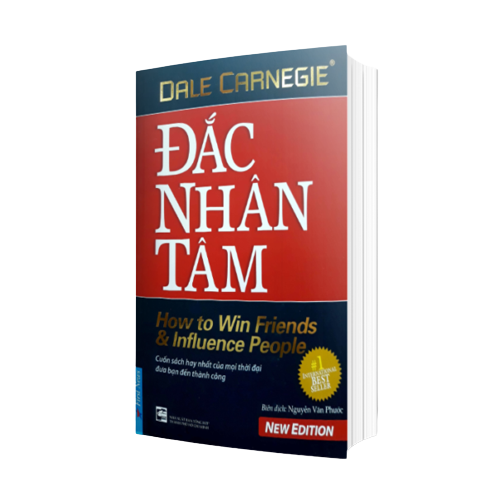 DALE CARNEGIE®
ĐẮC
NHÂN
TÂM
How to Win Friends
& Influence People
Cuốn sách hay nhất của mọi thời đại
đưa bạn đến thành công
#1
INTERNATIONAL
BEST
SELLER
Biên dịch: Nguyễn Văn Phước
NEW EDITION